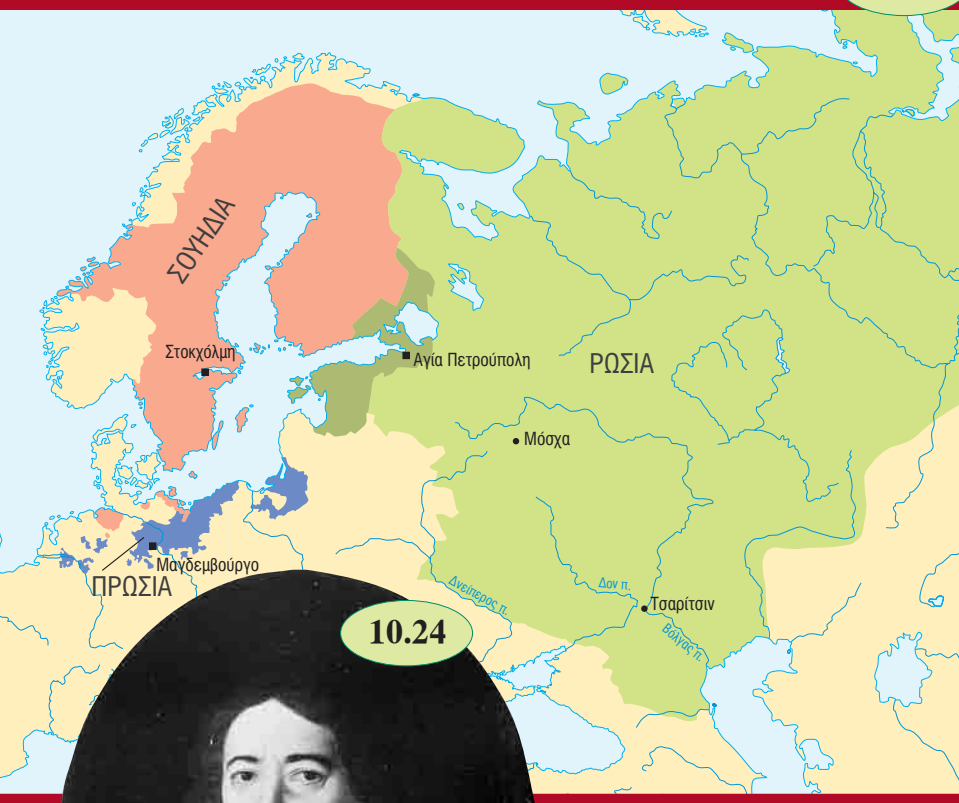 ΣΟΥΗΔΙΑ
Στοκχόλμη
Αγία Πετρούπολη
ΡΩΣΙΑ
Μόσχα
Μαγδεμβούργο
ΠΡΩΣΙΑ
Δνείπερος π.
Δον π.
Τσαρίτσιν
Βόλγας π.
10.24